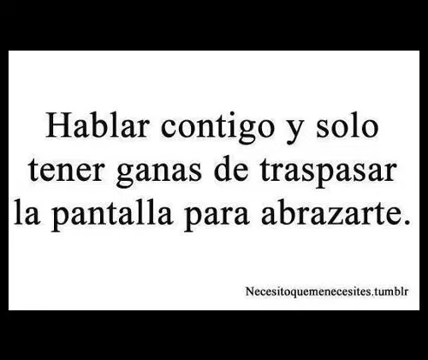 Hablar contigo y solo
tener ganas de traspasar
la pantalla para abrazarte.
Necesitoquemenecesites.tumblr